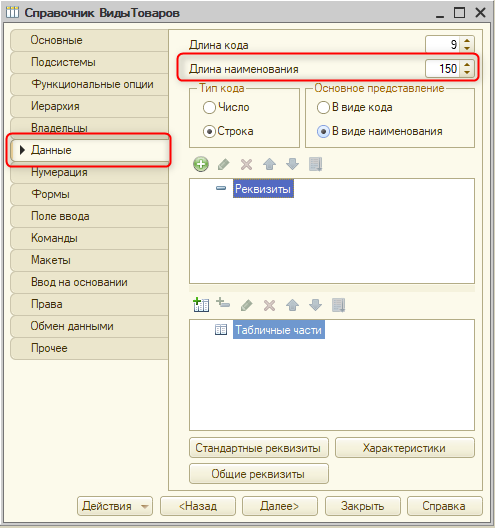 Справочник ВидыТоваров
Основные
Подсистемы
Функциональные опции
Иерархия
Владельцы
Данные
Нумерация
Формы
Поле ввода
Команды
Макеты
Ввод на основании
Права
Обмен данными
Прочее
Длина кода 9
Длина наименования 150
Тип кода
Число
Строка
Основное представление
В виде кода
В виде наименования
Реквизиты
Табличные части
Стандартные реквизиты
Характеристики
Общие реквизиты
Действия
<Назад
Далее>
Закрыть
Справка